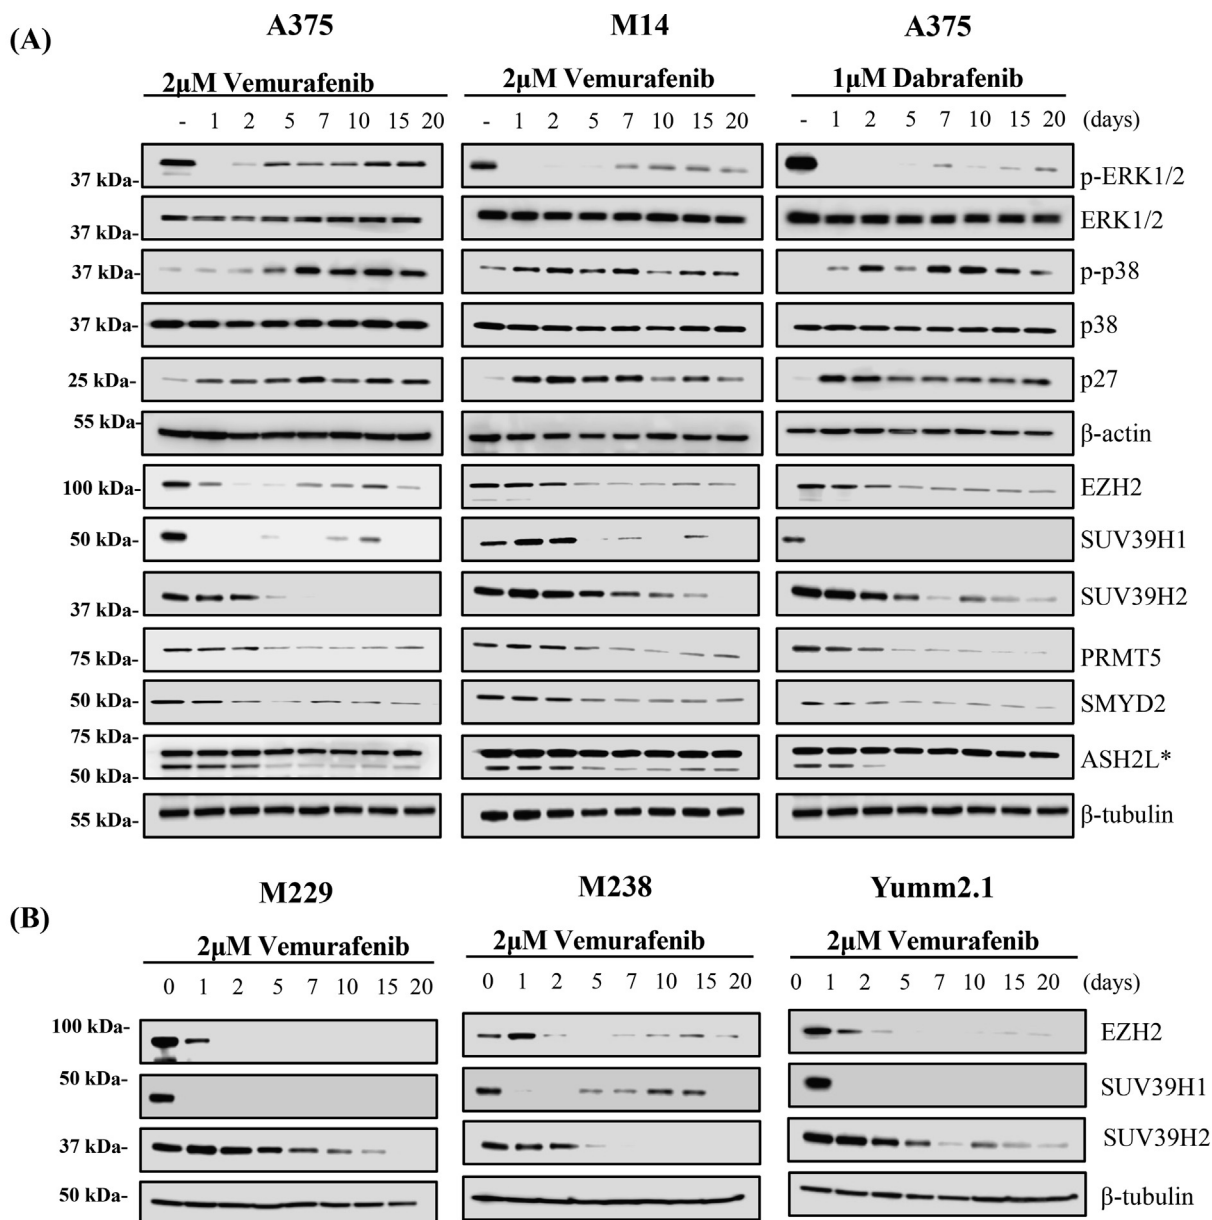 (A)
A375 M14 A375
2μM Vemurafenib 2μM Vemurafenib 1μM Dabrafenib
- 1 2 5 7 10 15 20 - 1 2 5 7 10 15 20 - 1 2 5 7 10 15 20 (days)
37 kDa- p-ERK1/2
37 kDa- ERK1/2
37 kDa- p-p38
37 kDa- p38
25 kDa- p27
55 kDa- β-actin
100 kDa- EZH2
50 kDa- SUV39H1
37 kDa- SUV39H2
75 kDa- PRMT5
50 kDa- SMYD2
75 kDa-
50 kDa- ASH2L*
55 kDa- β-tubulin
(B)
M229 M238 Yumm2.1
2μM Vemurafenib 2μM Vemurafenib 2μM Vemurafenib
0 1 2 5 7 10 15 20 0 1 2 5 7 10 15 20 0 1 2 5 7 10 15 20 (days)
100 kDa- EZH2
50 kDa- SUV39H1
37 kDa- SUV39H2
50 kDa- β-tubulin